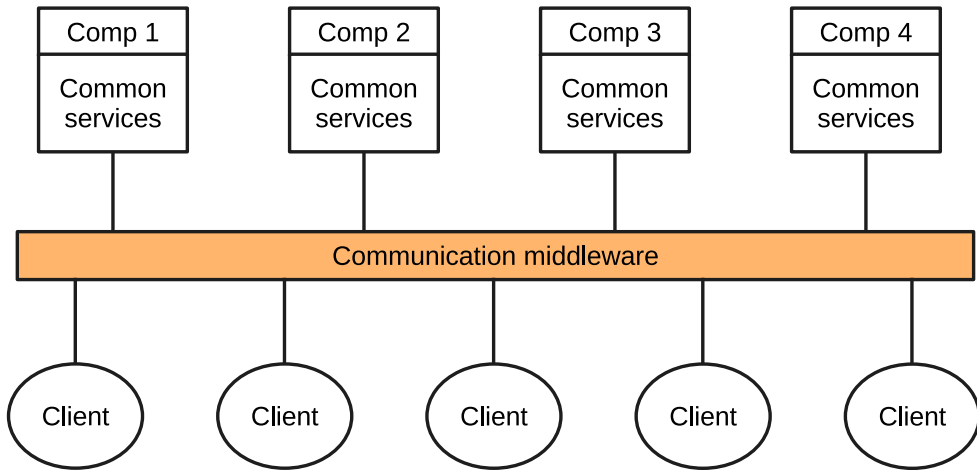 Comp 1
Common
services
Comp 2
Common
services
Comp 3
Common
services
Comp 4
Common
services
Communication middleware
Client
Client
Client
Client
Client